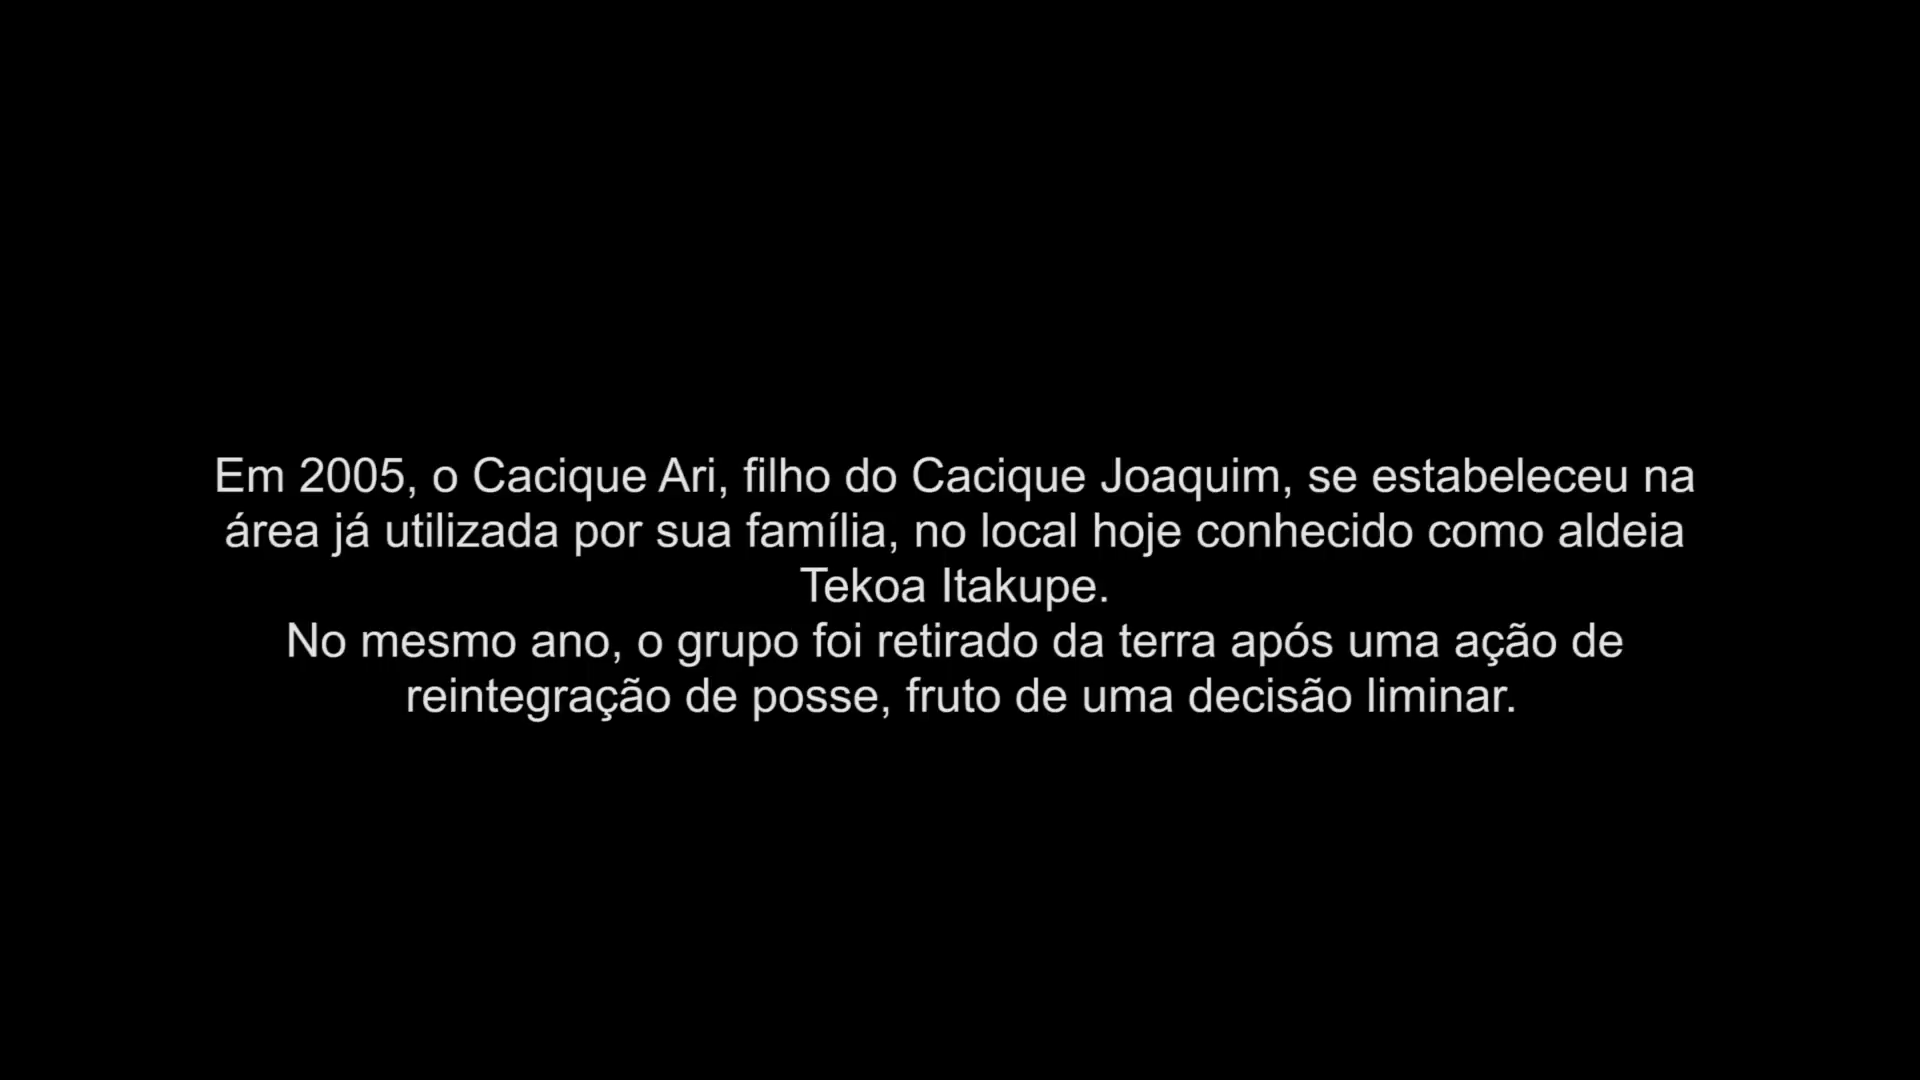 Em 2005, o Cacique Ari, filho do Cacique Joaquim, se estabeleceu na
área já utilizada por sua família, no local hoje conhecido como aldeia
Tekoa Itakupe.
No mesmo ano, o grupo foi retirado da terra após uma ação de
reintegração de posse, fruto de uma decisão liminar.